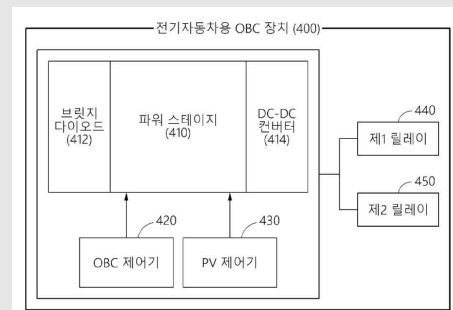 전기자동차용 OBC 장치 (400)
브릿지
다이오드
(412)
파워 스테이지
(410)
DC-DC
컨버터
(414)
440
제1 릴레이
450
제2 릴레이
420
OBC 제어기
430
PV 제어기